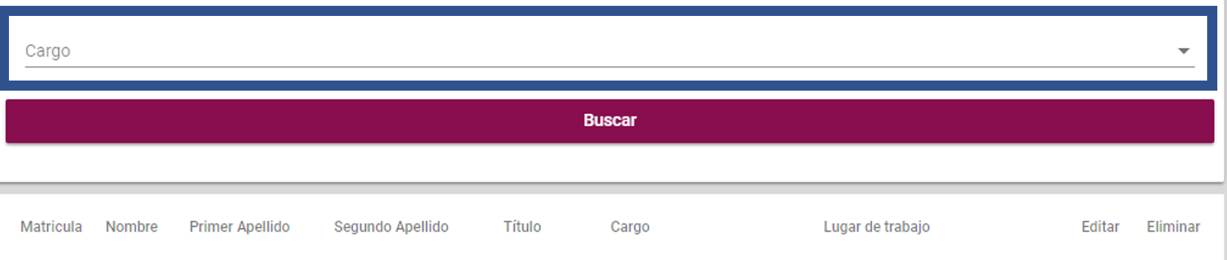 Cargo
Buscar
Matricula Nombre Primer Apellido Segundo Apellido Título Cargo Lugar de trabajo Editar Eliminar